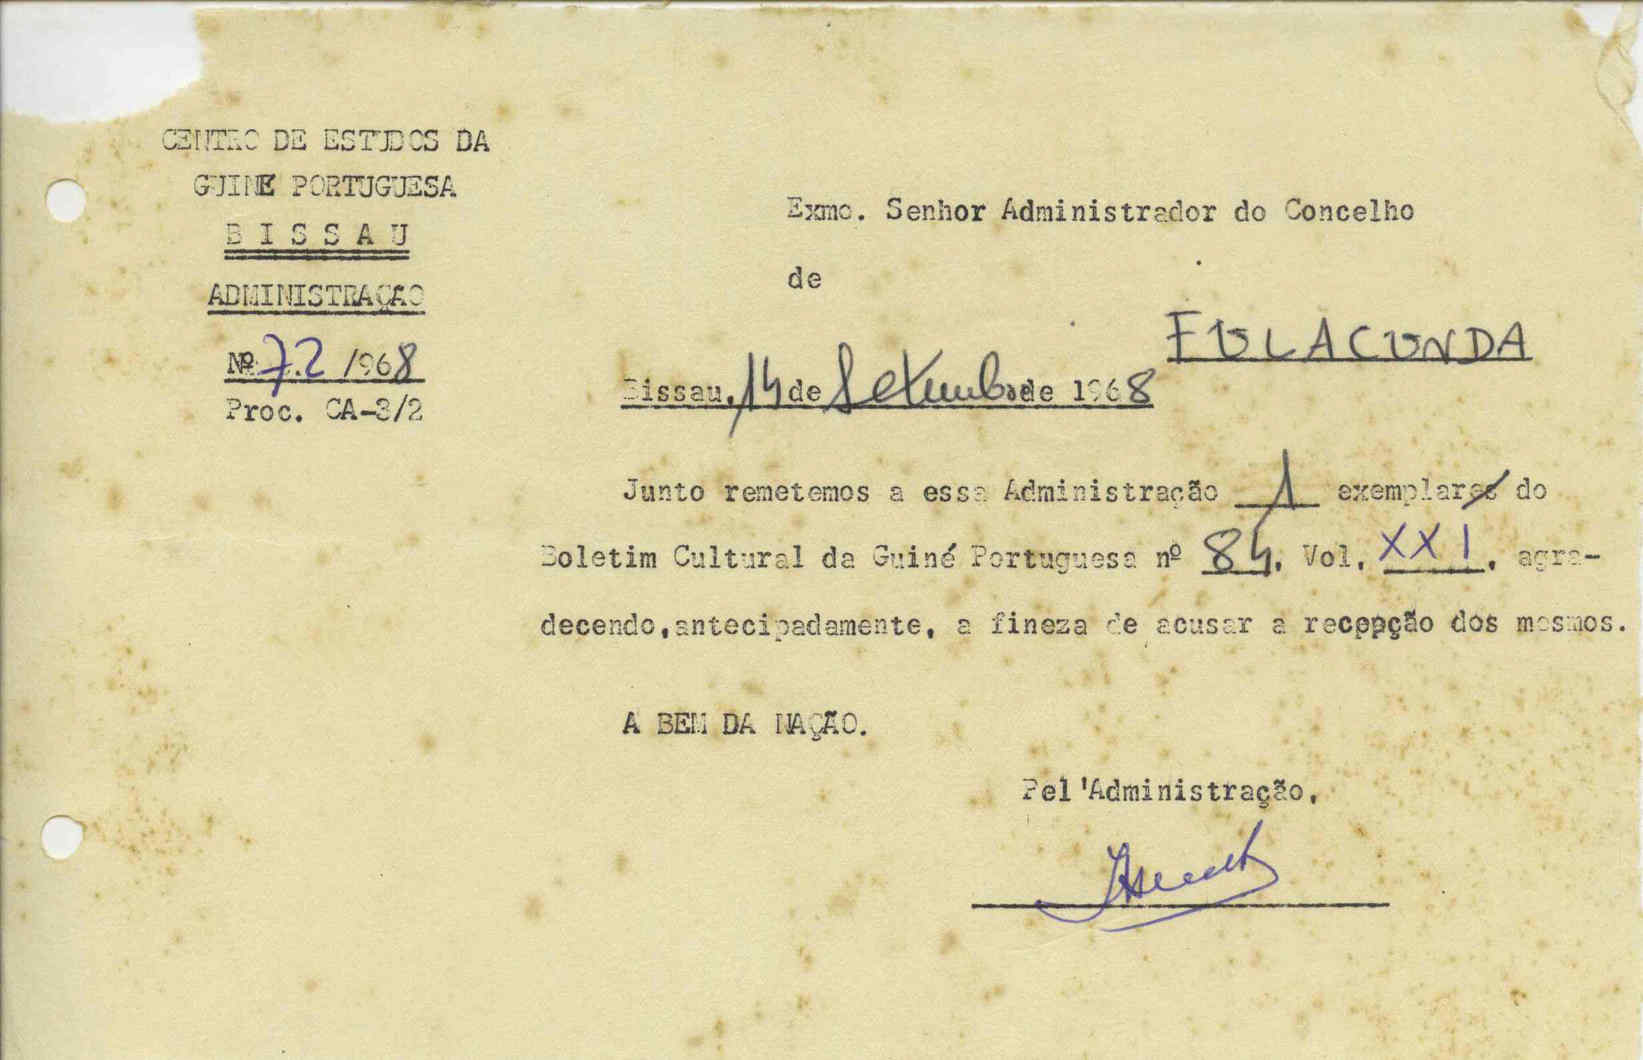 CENTRO DE ESTUDOS DA
GUINÉ PORTUGUESA
B I S S A U
ADMINISTRAÇÃO
Nº 72 /968
Proc. CA-3/2
Exmo. Senhor Administrador do Concelho
de
FULACUNDA
Bissau, 14 de Setembro de 1968
Junto remetemos a essa Administração 1 exemplares do
Boletim Cultural da Guiné Portuguesa nº 84, Vol. XXI, agra-
decendo,antecipadamente, a fineza de acusar a recepção dos mesmos.
A BEM DA NAÇÃO.
Pel'Administração,